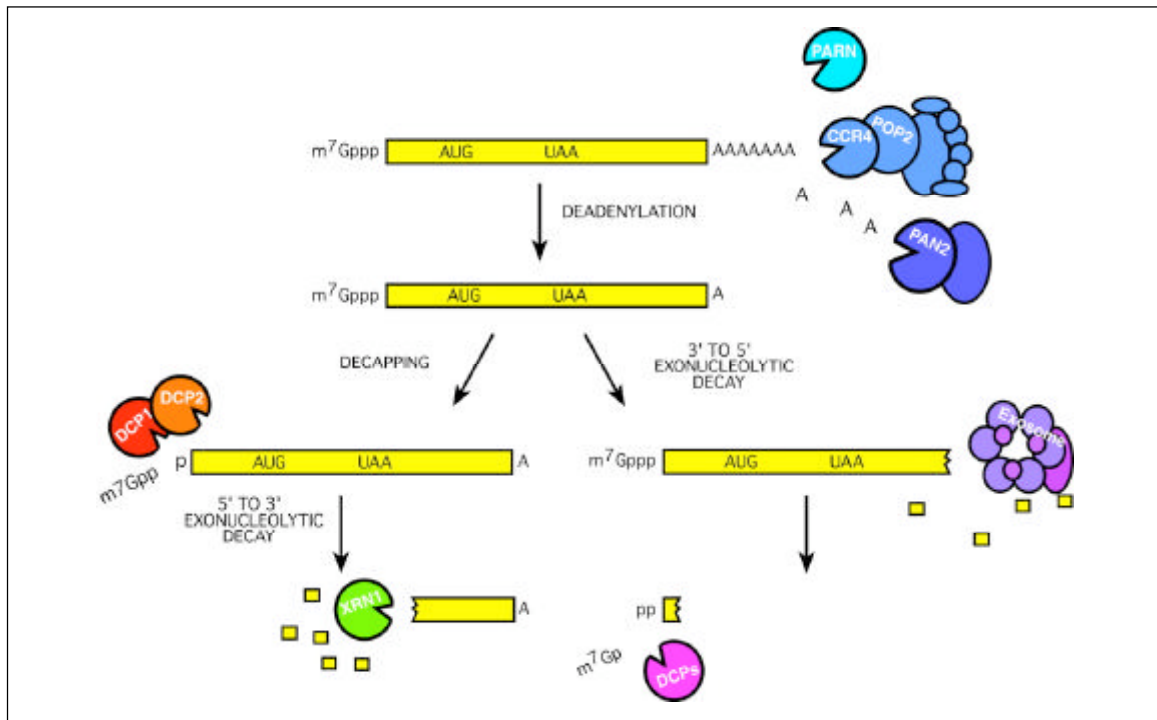 PARN
CCR4 POP2
m⁷Gppp AUG UAA AAAAAAA
A
A
A
DEADENYLATION
PAN2
m⁷Gppp AUG UAA A
DECAPPING
3' TO 5'
EXONUCLEOLYTIC
DECAY
DCP1 DCP2
m⁷Gpp
p AUG UAA A
m⁷Gppp AUG UAA
Exosome
5' TO 3'
EXONUCLEOLYTIC
DECAY
XRN1
A
pp
m⁷Gp
DCPs